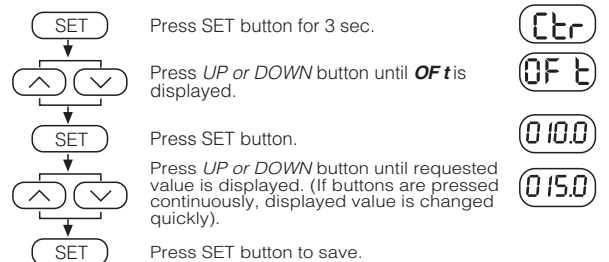 SET Press SET button for 3 sec. Ctr
Press UP or DOWN button until OF t is
displayed.
OF t
SET Press SET button. 010.0
Press UP or DOWN button until requested
value is displayed. (If buttons are pressed
continuously, displayed value is changed
quickly).
015.0
SET Press SET button to save.